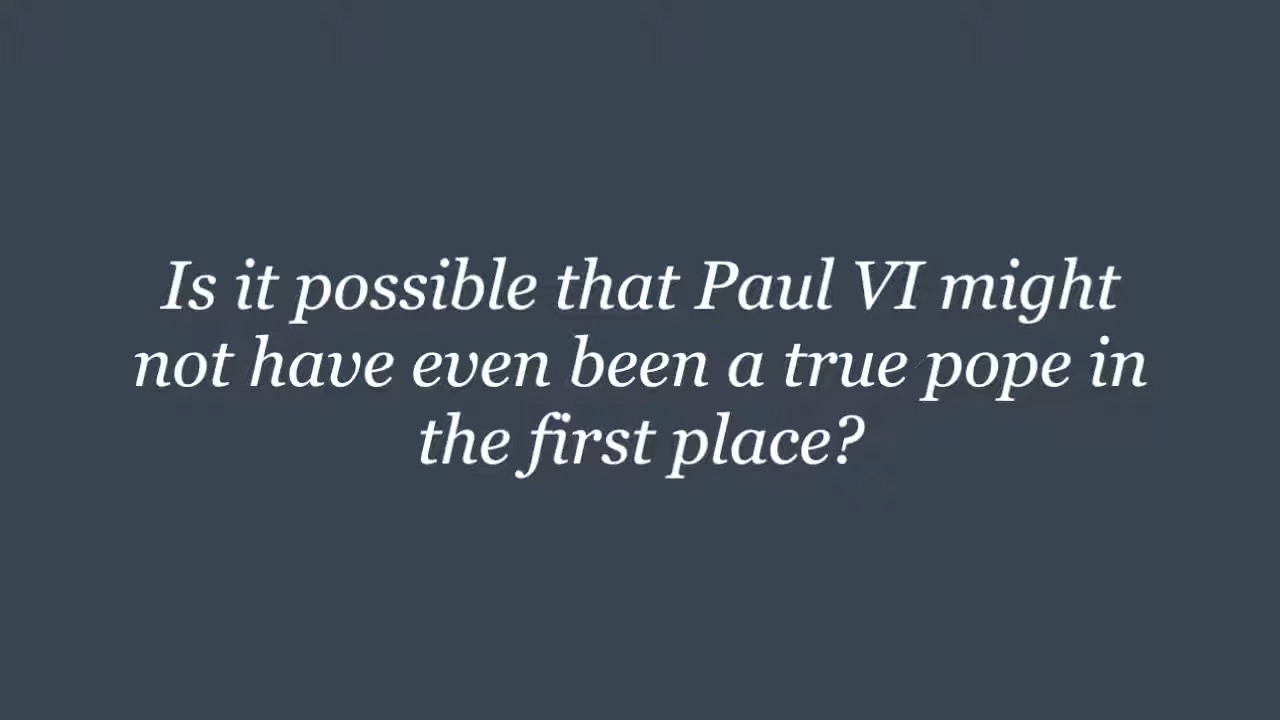 Is it possible that Paul VI might
not have even been a true pope in
the first place?